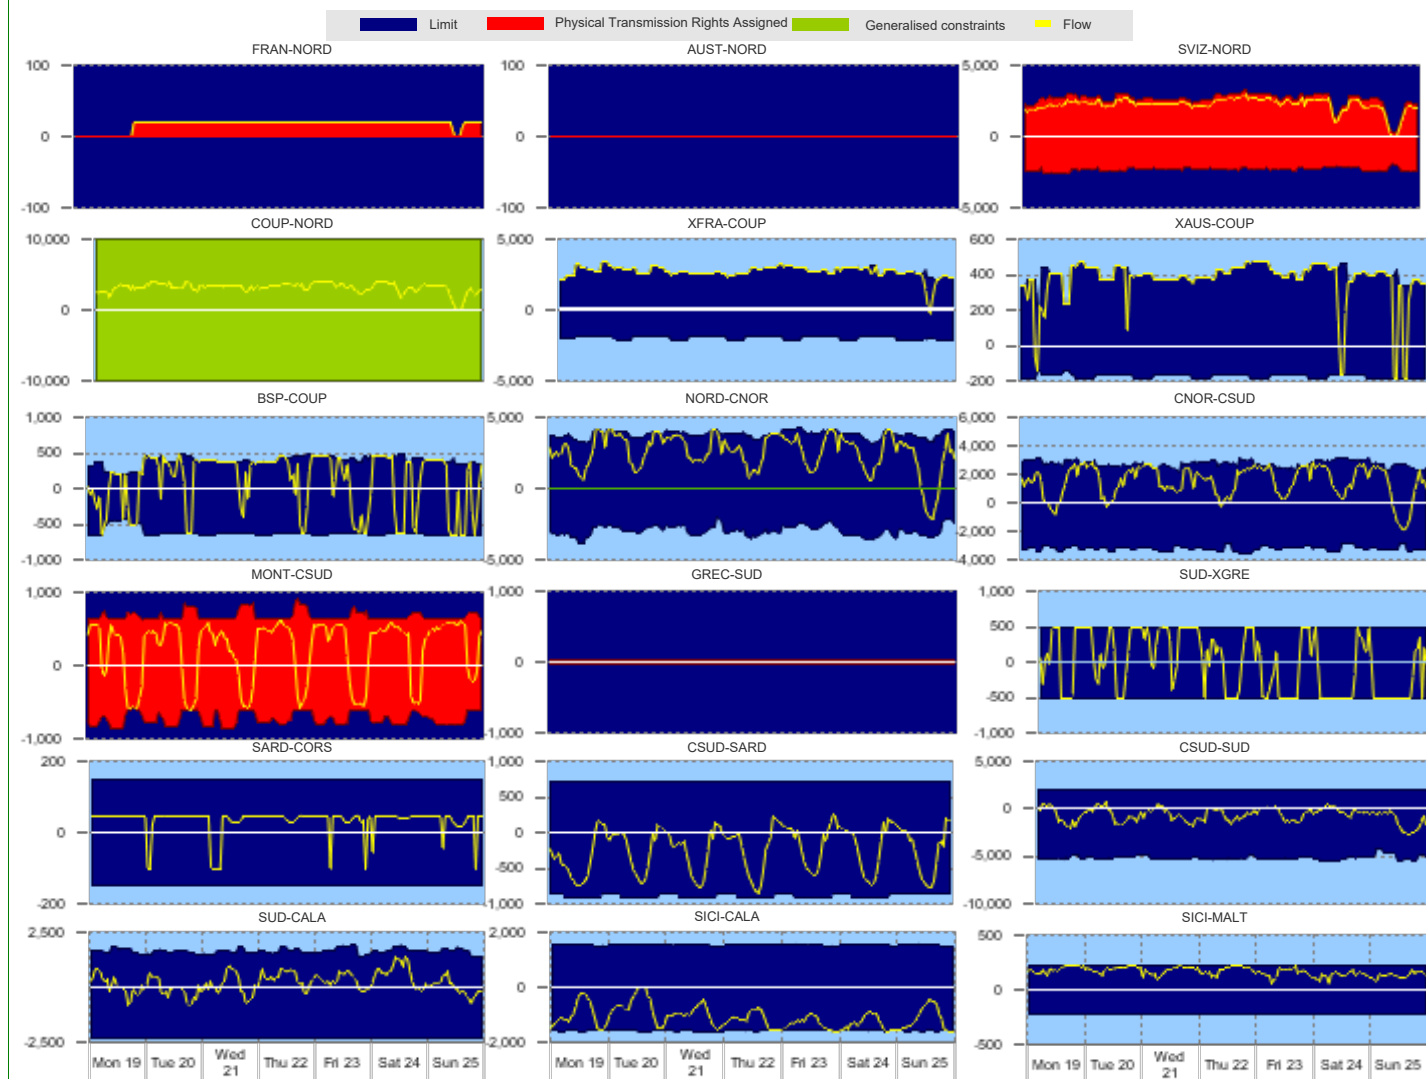 Limit Physical Transmission Rights Assigned Generalised constraints Flow
FRAN-NORD AUST-NORD SVIZ-NORD
100 100 5,000
0 0 0
-100 -100 -5,000
COUP-NORD XFRA-COUP XAUS-COUP
10,000 5,000 600
400
0 0 200
0
-10,000 -5,000 -200
BSP-COUP NORD-CNOR CNOR-CSUD
1,000 5,000 6,000
500 4,000
2,000
0 0 0
-500 -2,000
-1,000 -5,000 -4,000
MONT-CSUD GREC-SUD SUD-XGRE
1,000 1,000 1,000
500
0 0 0
-500
-1,000 -1,000 -1,000
SARD-CORS CSUD-SARD CSUD-SUD
200 1,000 5,000
500
0 0 0
-500 -5,000
-200 -1,000 -10,000
SUD-CALA SICI-CALA SICI-MALT
2,500 2,000 500
0 0 0
-2,500 -2,000 -500
Mon 19 Tue 20 Wed 21 Thu 22 Fri 23 Sat 24 Sun 25 Mon 19 Tue 20 Wed 21 Thu 22 Fri 23 Sat 24 Sun 25 Mon 19 Tue 20 Wed 21 Thu 22 Fri 23 Sat 24 Sun 25